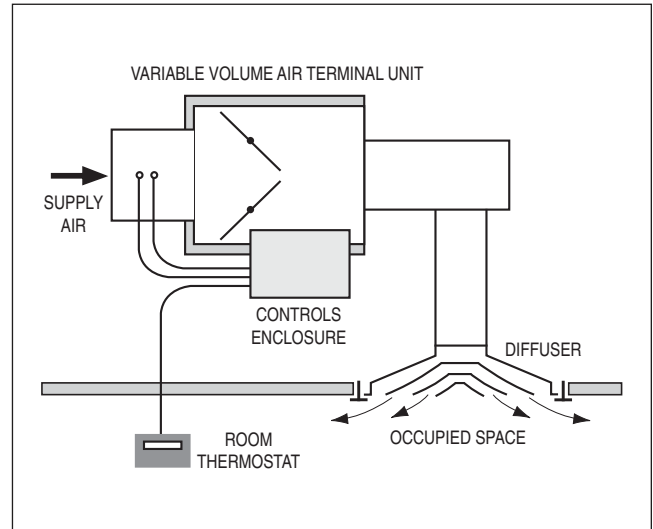 VARIABLE VOLUME AIR TERMINAL UNIT
SUPPLY
AIR
CONTROLS
ENCLOSURE
DIFFUSER
ROOM
THERMOSTAT
OCCUPIED SPACE